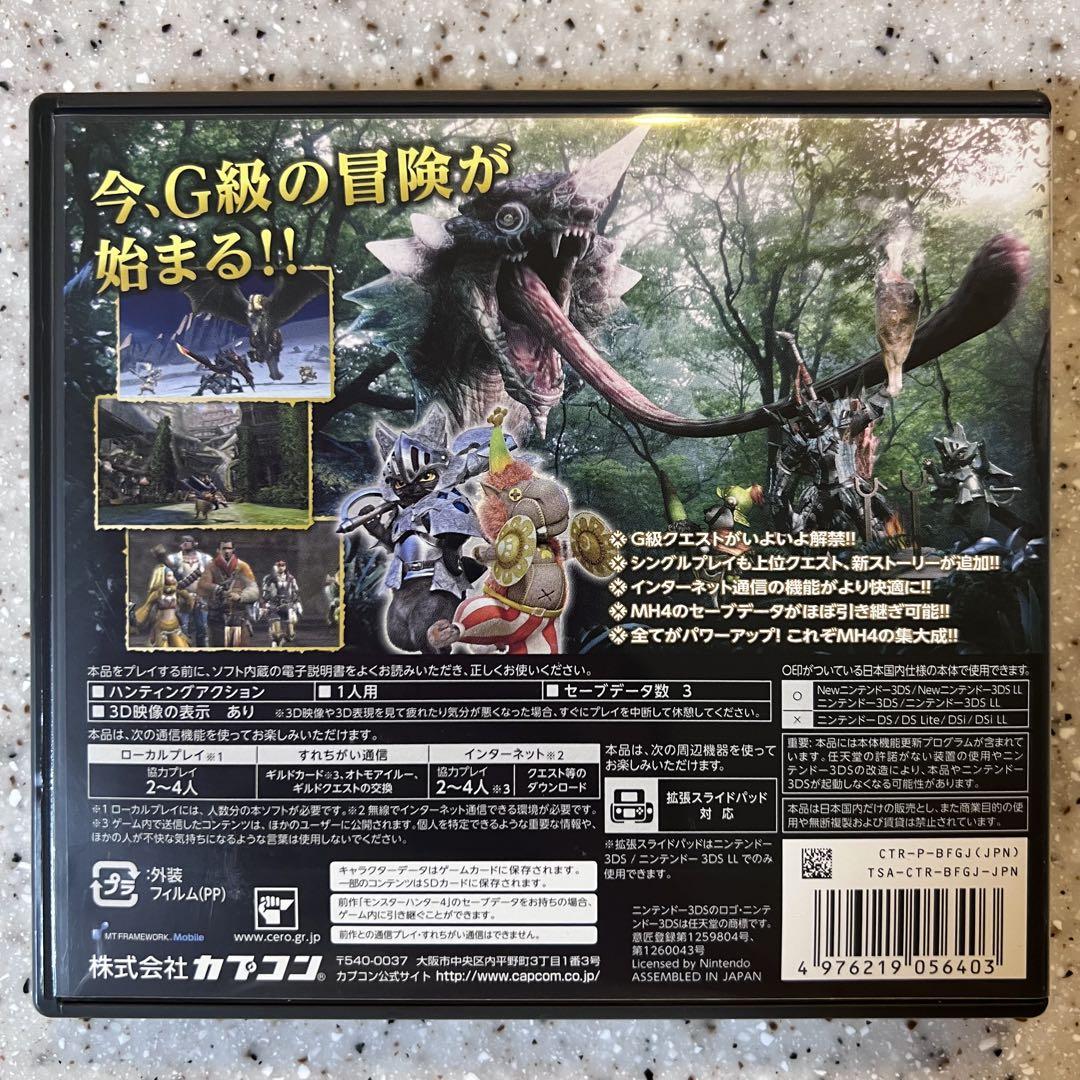 今、G級の冒険が
始まる!!
※ G級クエストがいよいよ解禁!!
※ シングルプレイも上位クエスト、新ストーリーが追加!!
※ インターネット通信の機能がより快適に!!
※ MH4のセーブデータがほぼ引き継ぎ可能!!
※ 全てがパワーアップ! これぞMH4の集大成!!
本品をプレイする前に、ソフト内蔵の電子説明書をよくお読みいただき、正しくお使いください。
■ ハンティングアクション
■ 1人用
■ セーブデータ数 3
■ 3D映像の表示 あり ※3D映像や3D表現を見て疲れたり気分が悪くなった場合、すぐにプレイを中断して休憩してください。
本品は、次の通信機能を使ってお楽しみいただけます。
ローカルプレイ※1
すれちがい通信
インターネット※2
協力プレイ
2〜4人
ギルドカード※3、オトモアイルー、
ギルドクエストの交換
協力プレイ
2〜4人※3
クエスト等の
ダウンロード
※1 ローカルプレイには、人数分の本ソフトが必要です。※2 無線でインターネット通信できる環境が必要です。
※3 ゲーム内で送信したコンテンツは、ほかのユーザーに公開されます。個人を特定できるような重要な情報や、
ほかの人が不快な気持ちになるような言葉は使用しないでください。
本品は、次の周辺機器を使って
お楽しみいただけます。
拡張スライドパッド
対 応
※拡張スライドパッドはニンテンドー
3DS / ニンテンドー 3DS LL でのみ
使用できます。
○印がついている日本国内仕様の本体で使用できます。
○
Newニンテンドー3DS / Newニンテンドー3DS LL
ニンテンドー3DS / ニンテンドー3DS LL
×
ニンテンドーDS / DS Lite / DSi / DSi LL
重要: 本品には本体機能更新プログラムが含まれて
います。任天堂の許諾がない装置の使用やニン
テンドー3DSの改造により、本品やニンテンドー
3DSが起動しなくなる可能性があります。
本品は日本国内だけの販売とし、また商業目的の使
用や無断複製および賃貸は禁止されています。
プラ
:外装
フィルム(PP)
MT FRAMEWORK Mobile
www.cero.gr.jp
キャラクターデータはゲームカードに保存されます。
一部のコンテンツはSDカードに保存されます。
前作「モンスターハンター4」のセーブデータをお持ちの場合、
ゲーム内に引き継ぐことができます。
前作との通信プレイ・すれちがい通信はできません。
株式会社 カプコン®
〒540-0037 大阪市中央区内平野町3丁目1番3号
カプコン公式サイト http://www.capcom.co.jp/
ニンテンドー3DSのロゴ・ニンテ
ンドー3DSは任天堂の商標です。
意匠登録第1259804号、
第1260043号
Licensed by Nintendo
ASSEMBLED IN JAPAN
CTR-P-BFGJ(JPN)
TSA-CTR-BFGJ-JPN
4 976219 056403